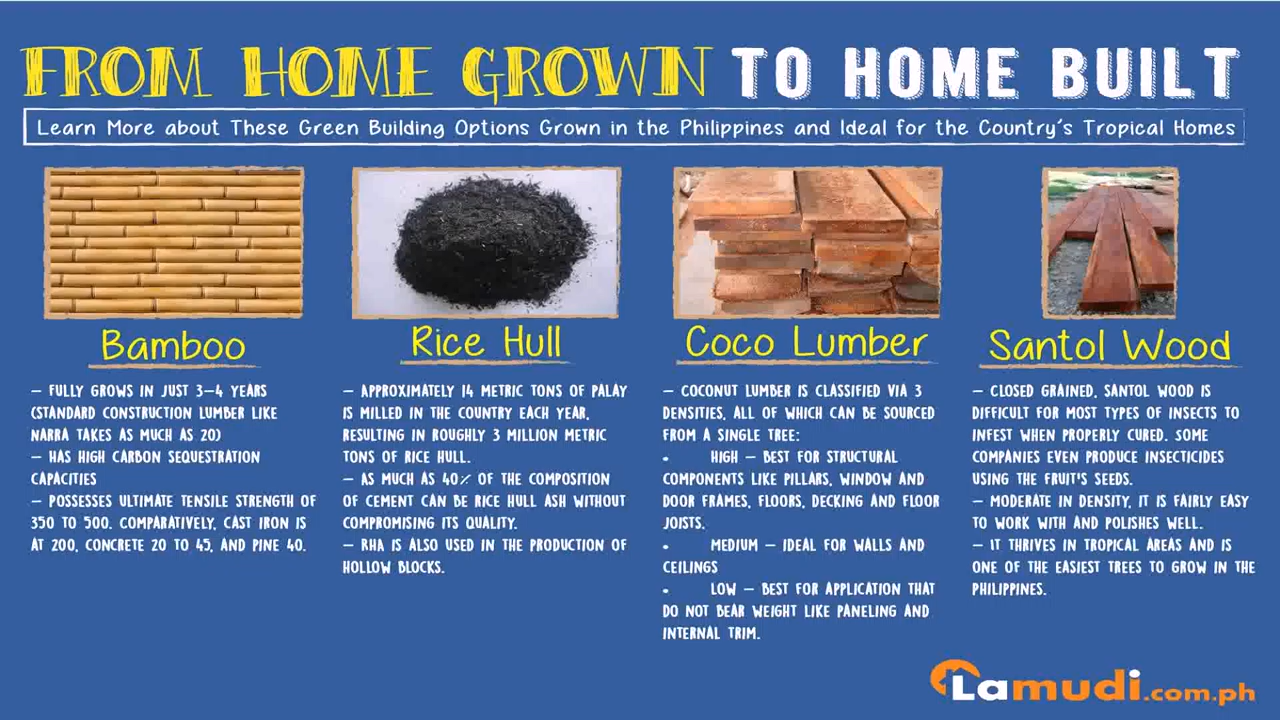 FROM HOME GROWN TO HOME BUILT
Learn More about These Green Building Options Grown in the Philippines and Ideal for the Country's Tropical Homes
Bamboo
– FULLY GROWS IN JUST 3–4 YEARS
(STANDARD CONSTRUCTION LUMBER LIKE
NARRA TAKES AS MUCH AS 20)
– HAS HIGH CARBON SEQUESTRATION
CAPACITIES
– POSSESSES ULTIMATE TENSILE STRENGTH OF
350 TO 500. COMPARATIVELY, CAST IRON IS
AT 200, CONCRETE 20 TO 45, AND PINE 40.
Rice Hull
– APPROXIMATELY 14 METRIC TONS OF PALAY
IS MILLED IN THE COUNTRY EACH YEAR,
RESULTING IN ROUGHLY 3 MILLION METRIC
TONS OF RICE HULL.
– AS MUCH AS 40% OF THE COMPOSITION
OF CEMENT CAN BE RICE HULL ASH WITHOUT
COMPROMISING ITS QUALITY.
– RHA IS ALSO USED IN THE PRODUCTION OF
HOLLOW BLOCKS.
Coco Lumber
– COCONUT LUMBER IS CLASSIFIED VIA 3
DENSITIES, ALL OF WHICH CAN BE SOURCED
FROM A SINGLE TREE:
• HIGH – BEST FOR STRUCTURAL
COMPONENTS LIKE PILLARS, WINDOW AND
DOOR FRAMES, FLOORS, DECKING AND FLOOR
JOISTS.
• MEDIUM – IDEAL FOR WALLS AND
CEILINGS
• LOW – BEST FOR APPLICATION THAT
DO NOT BEAR WEIGHT LIKE PANELING AND
INTERNAL TRIM.
Santol Wood
– CLOSED GRAINED, SANTOL WOOD IS
DIFFICULT FOR MOST TYPES OF INSECTS TO
INFEST WHEN PROPERLY CURED. SOME
COMPANIES EVEN PRODUCE INSECTICIDES
USING THE FRUIT'S SEEDS.
– MODERATE IN DENSITY, IT IS FAIRLY EASY
TO WORK WITH AND POLISHES WELL.
– IT THRIVES IN TROPICAL AREAS AND IS
ONE OF THE EASIEST TREES TO GROW IN THE
PHILIPPINES.
Lamudi.com.ph